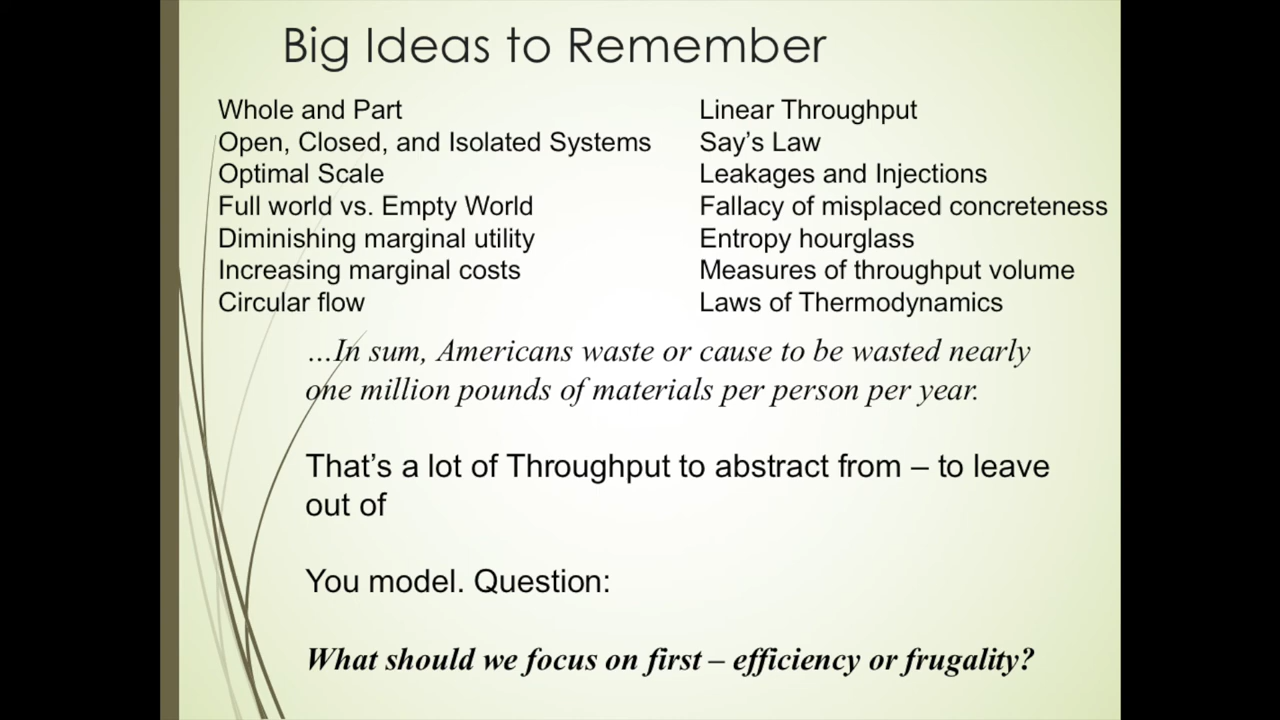 Big Ideas to Remember
Whole and Part
Open, Closed, and Isolated Systems
Optimal Scale
Full world vs. Empty World
Diminishing marginal utility
Increasing marginal costs
Circular flow
Linear Throughput
Say’s Law
Leakages and Injections
Fallacy of misplaced concreteness
Entropy hourglass
Measures of throughput volume
Laws of Thermodynamics
…In sum, Americans waste or cause to be wasted nearly
one million pounds of materials per person per year.
That’s a lot of Throughput to abstract from – to leave
out of
You model. Question:
What should we focus on first – efficiency or frugality?